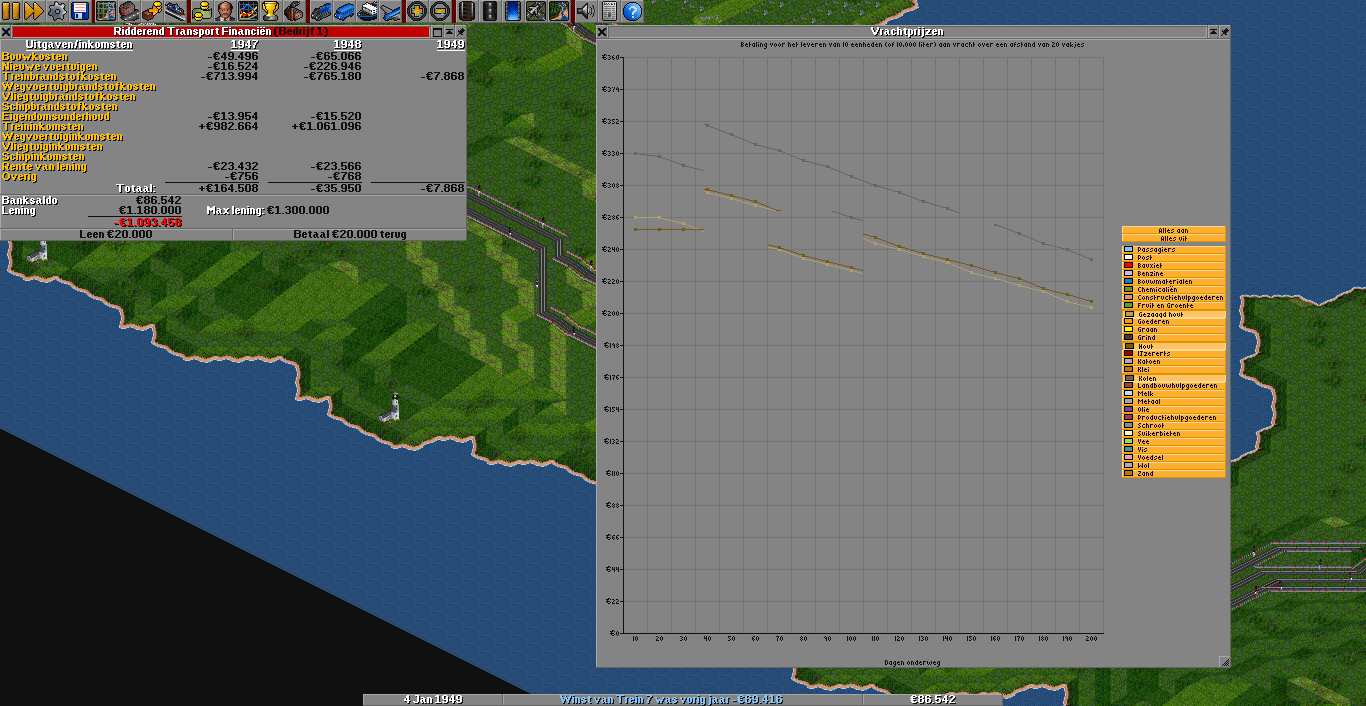 Ridderend Transport Financiën (Bedrijf 1)
Uitgaven/inkomsten 1947 1948 1949
Bouwkosten -€49.496 -€65.066
Nieuwe voertuigen -€16.524 -€226.946
Treinbrandstofkosten -€713.994 -€765.180 -€7.868
Wegvoertuigbrandstofkosten
Vliegtuigbrandstofkosten
Schipbrandstofkosten
Eigendomsonderhoud -€13.954 -€15.520
Treininkomsten +€982.664 +€1.061.096
Wegvoertuiginkomsten
Vliegtuiginkomsten
Schipinkomsten
Rente van lening -€23.432 -€23.566
Overig -€756 -€768
Totaal: +€164.508 -€35.950 -€7.868
Banksaldo €86.542
Lening €1.180.000 Max lening: €1.300.000
-€1.093.458
Leen €20.000 Betaal €20.000 terug
Vrachtprijzen
Betaling voor het leveren van 10 eenheden (of 10.000 liter) aan vracht over een afstand van 20 vakjes
€374
€352
€330
€308
€286
€220
€200
€198
€176
€154
€132
€110
€88
€66
€44
€22
€0
10 20 30 40 50 60 70 80 90 100 110 120 130 140 150 160 170 180 190 200
Dagen onderweg
Alles aan
Alles uit
Passagiers
Post
Bauxiet
Benzine
Bouwmaterialen
Chemicaliën
Constructiehulpgoederen
Fruit en Groente
Gezaagd hout
Goederen
Graan
Grind
Hout
IJzererts
Katoen
Klei
Kolen
Landbouwhulpgoederen
Melk
Metaal
Olie
Productiehulpgoederen
Schroot
Suikerbieten
Vee
Vis
Voedsel
Wol
Zand
4 Jan 1949 Winst van Trein 7 was vorig jaar -€69.416 €86.542